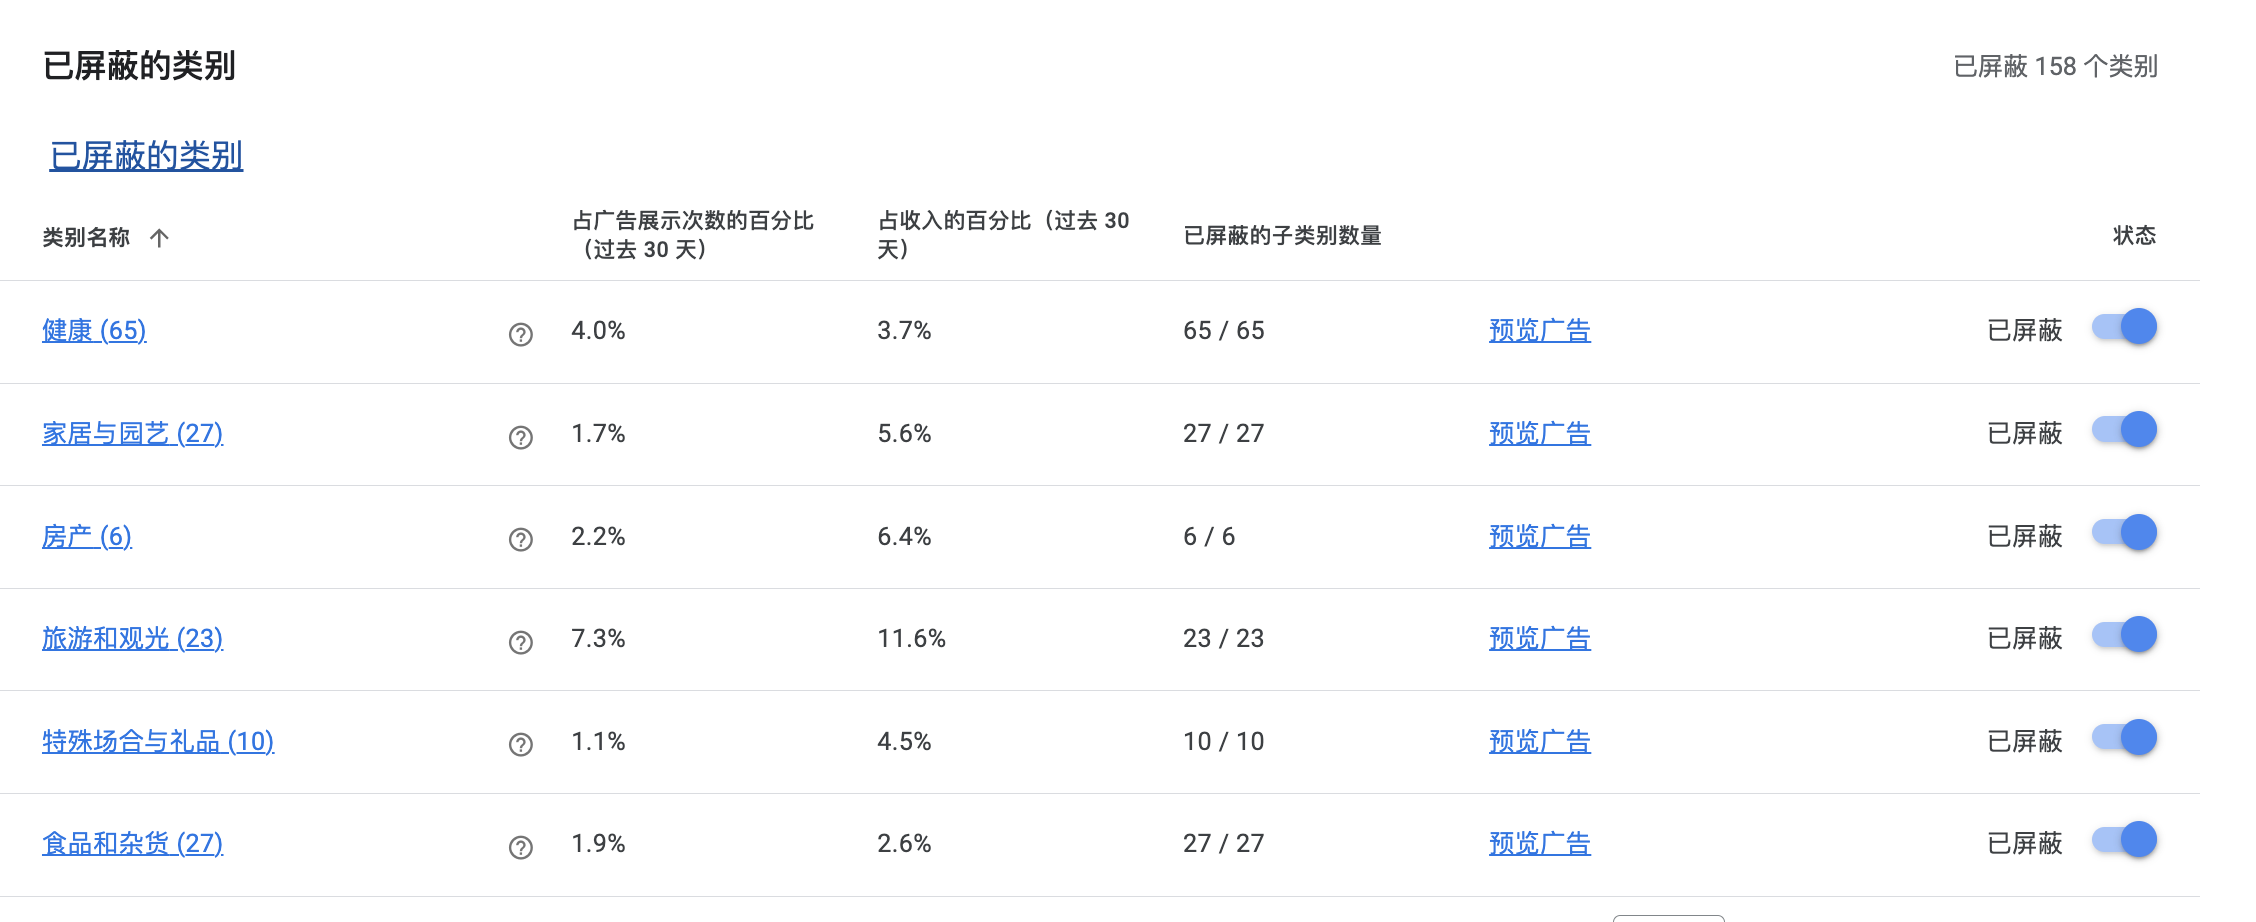 已屏蔽的类别
已屏蔽 158 个类别
已屏蔽的类别
类别名称
占广告展示次数的百分比
（过去 30 天）
占收入的百分比（过去 30
天）
已屏蔽的子类别数量
状态
健康 (65) 4.0% 3.7% 65 / 65 预览广告 已屏蔽
家居与园艺 (27) 1.7% 5.6% 27 / 27 预览广告 已屏蔽
房产 (6) 2.2% 6.4% 6 / 6 预览广告 已屏蔽
旅游和观光 (23) 7.3% 11.6% 23 / 23 预览广告 已屏蔽
特殊场合与礼品 (10) 1.1% 4.5% 10 / 10 预览广告 已屏蔽
食品和杂货 (27) 1.9% 2.6% 27 / 27 预览广告 已屏蔽